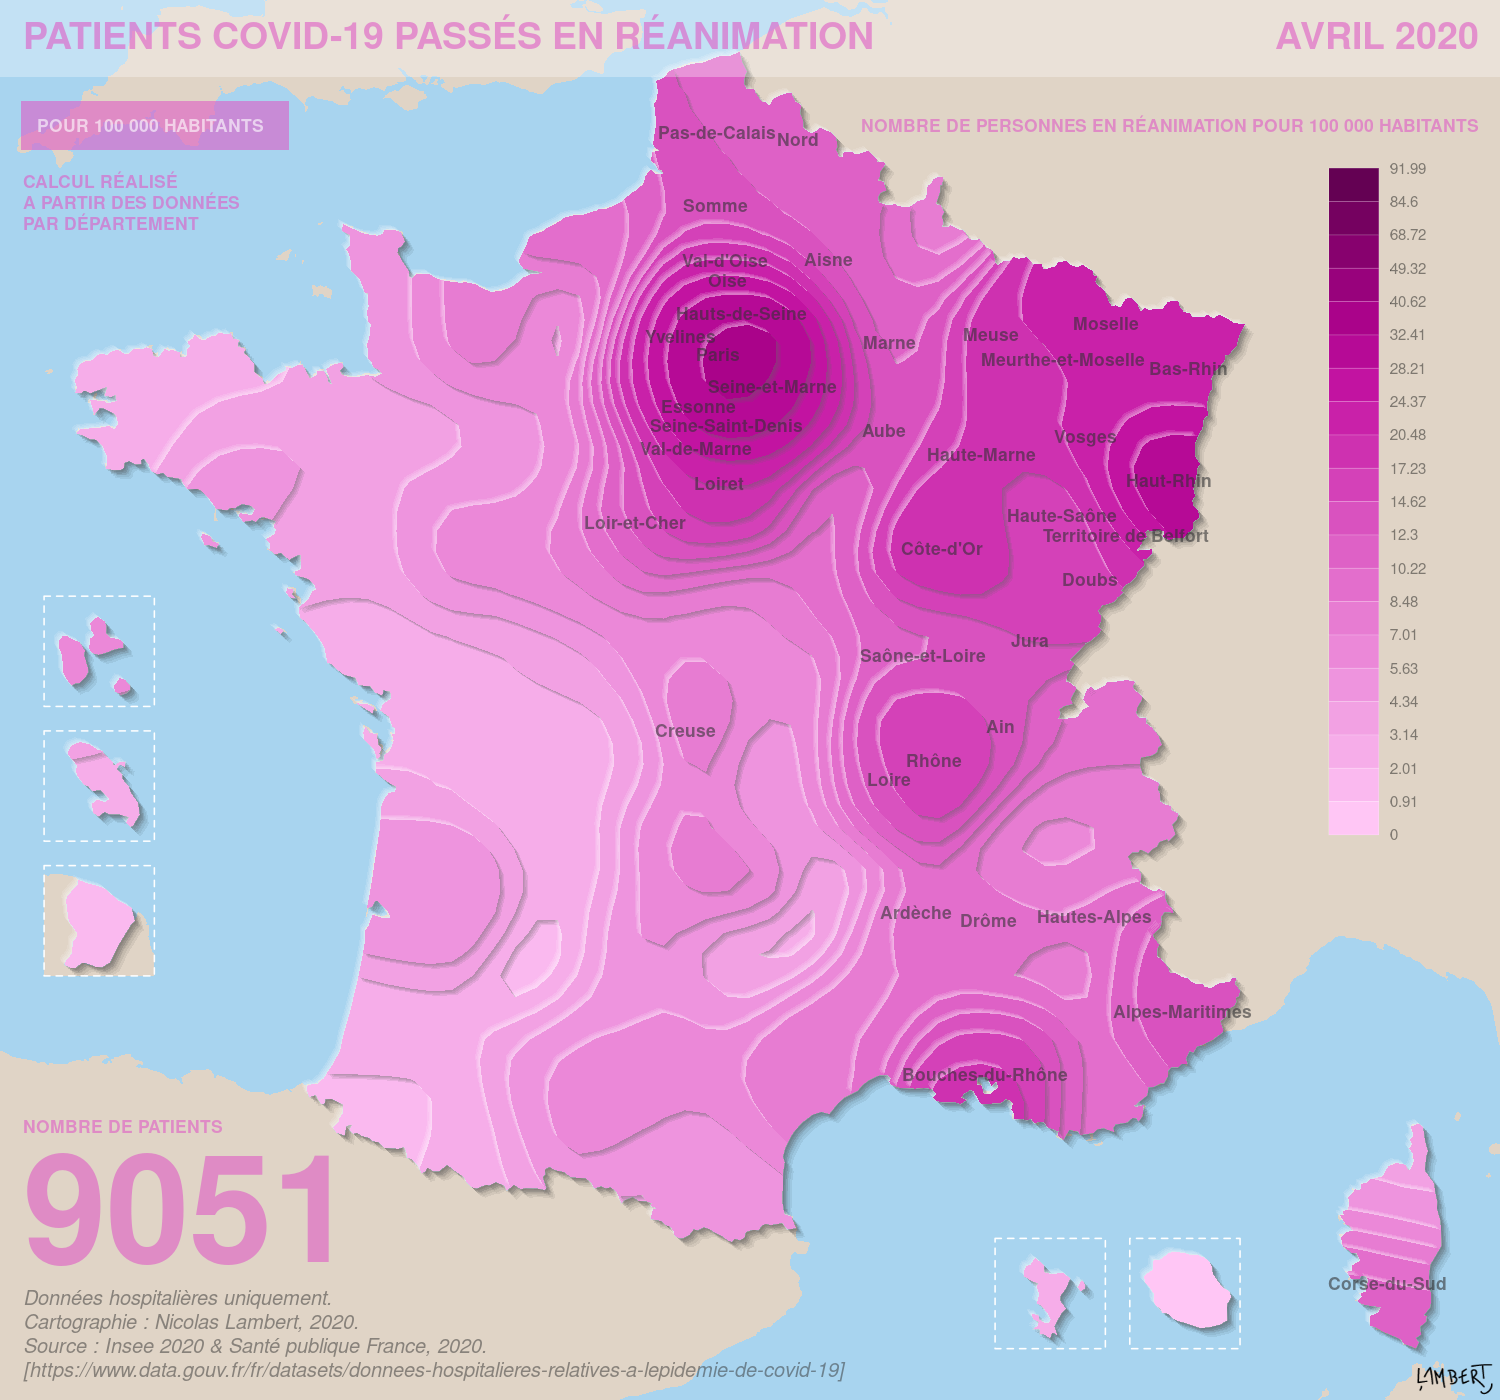 PATIENTS COVID-19 PASSÉS EN RÉANIMATION
AVRIL 2020
POUR 100 000 HABITANTS
CALCUL RÉALISÉ
A PARTIR DES DONNÉES
PAR DÉPARTEMENT
NOMBRE DE PERSONNES EN RÉANIMATION POUR 100 000 HABITANTS
91.99
84.6
68.72
49.32
40.62
32.41
28.21
24.37
20.48
17.23
14.62
12.3
10.22
8.48
7.01
5.63
4.34
3.14
2.01
0.91
0
Pas-de-Calais
Nord
Somme
Val-d'Oise
Aisne
Oise
Hauts-de-Seine
Yvelines
Paris
Marne
Meuse
Moselle
Meurthe-et-Moselle
Bas-Rhin
Seine-et-Marne
Essonne
Seine-Saint-Denis
Val-de-Marne
Aube
Vosges
Haute-Marne
Loiret
Haut-Rhin
Loir-et-Cher
Haute-Saône
Territoire de Belfort
Côte-d'Or
Doubs
Jura
Saône-et-Loire
Creuse
Ain
Rhône
Loire
Ardèche
Drôme
Hautes-Alpes
Alpes-Maritimes
Bouches-du-Rhône
Corse-du-Sud
NOMBRE DE PATIENTS
9051
Données hospitalières uniquement.
Cartographie : Nicolas Lambert, 2020.
Source : Insee 2020 & Santé publique France, 2020.
[https://www.data.gouv.fr/fr/datasets/donnees-hospitalieres-relatives-a-lepidemie-de-covid-19]
LAMBERT